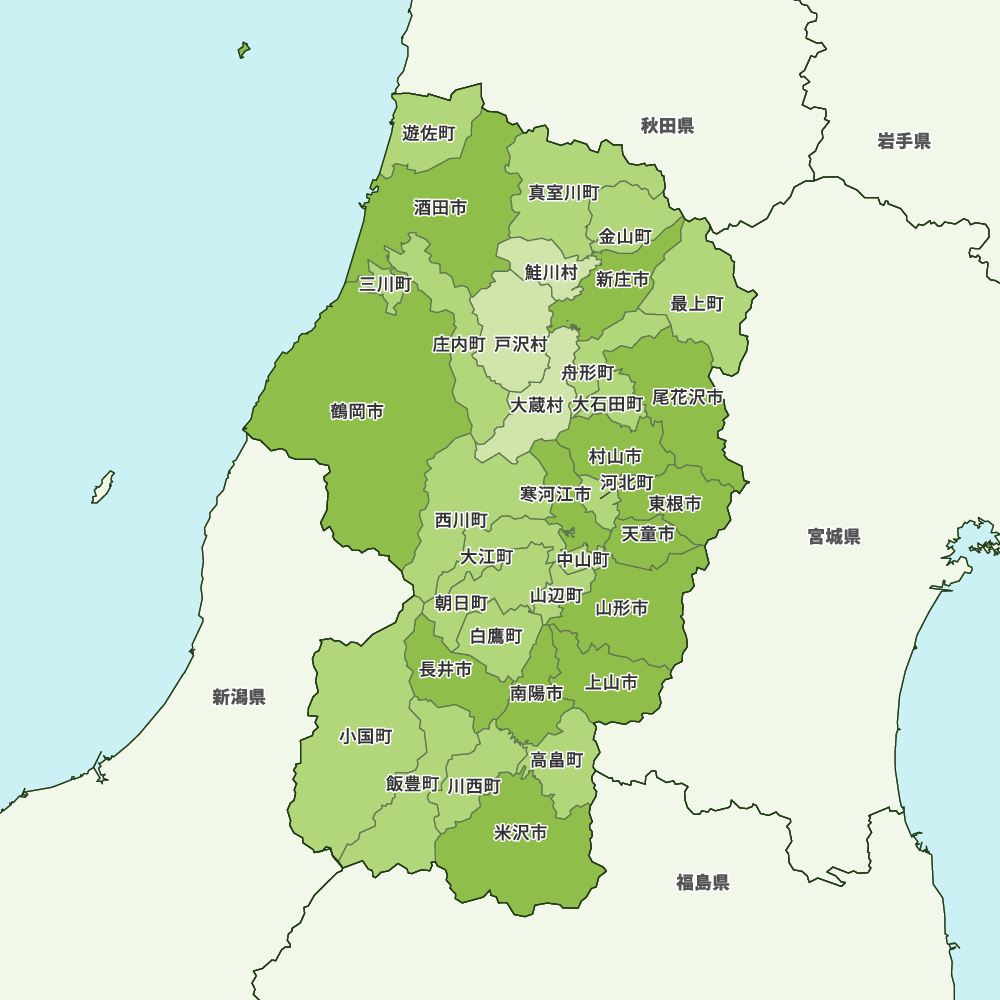 秋田県
遊佐町
岩手県
真室川町
酒田市
金山町
鮭川村
新庄市
三川町
最上町
庄内町
戸沢村
舟形町
尾花沢市
大蔵村
大石田町
鶴岡市
村山市
河北町
寒河江市
東根市
西川町
天童市
宮城県
大江町
中山町
山辺町
朝日町
山形市
白鷹町
長井市
上山市
南陽市
新潟県
小国町
高畠町
飯豊町
川西町
米沢市
福島県